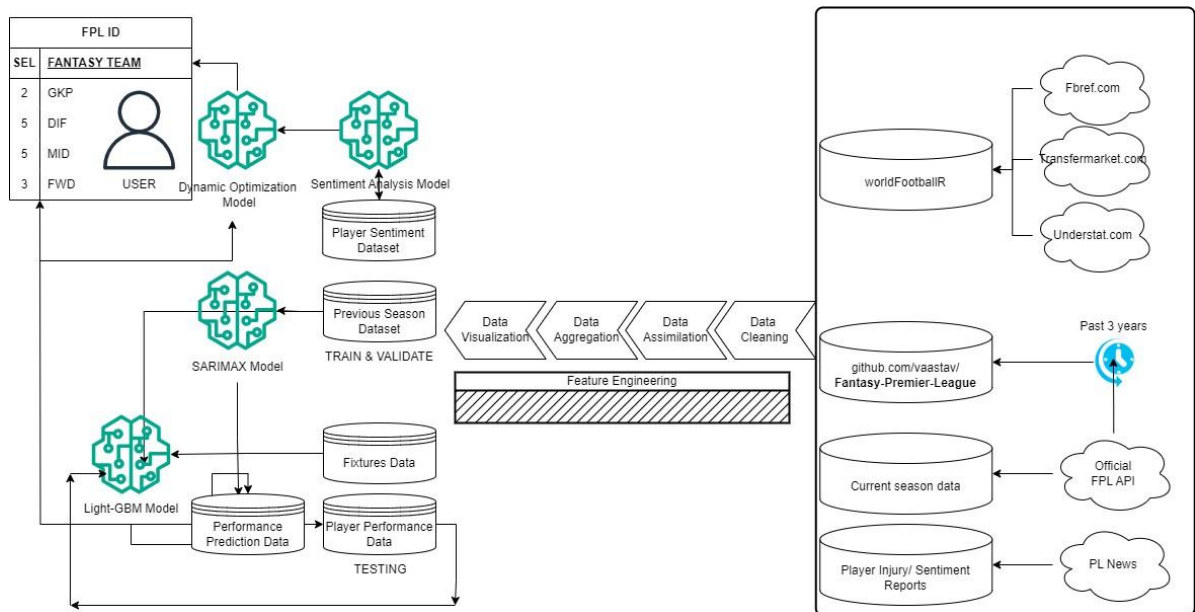 FPL ID
SEL FANTASY TEAM
2 GKP
5 DIF
5 MID
3 FWD
USER
Dynamic Optimization
Model
Sentiment Analysis Model
Player Sentiment
Dataset
SARIMAX Model
Previous Season
Dataset
TRAIN & VALIDATE
Light-GBM Model
Fixtures Data
Performance
Prediction Data
Player Performance
Data
TESTING
Data
Visualization
Data
Aggregation
Data
Assimilation
Data
Cleaning
Feature Engineering
worldFootballR
Fbref.com
Transfermarket.com
Understat.com
github.com/vaastav/
Fantasy-Premier-League
Past 3 years
Current season data
Official
FPL API
Player Injury/ Sentiment
Reports
PL News